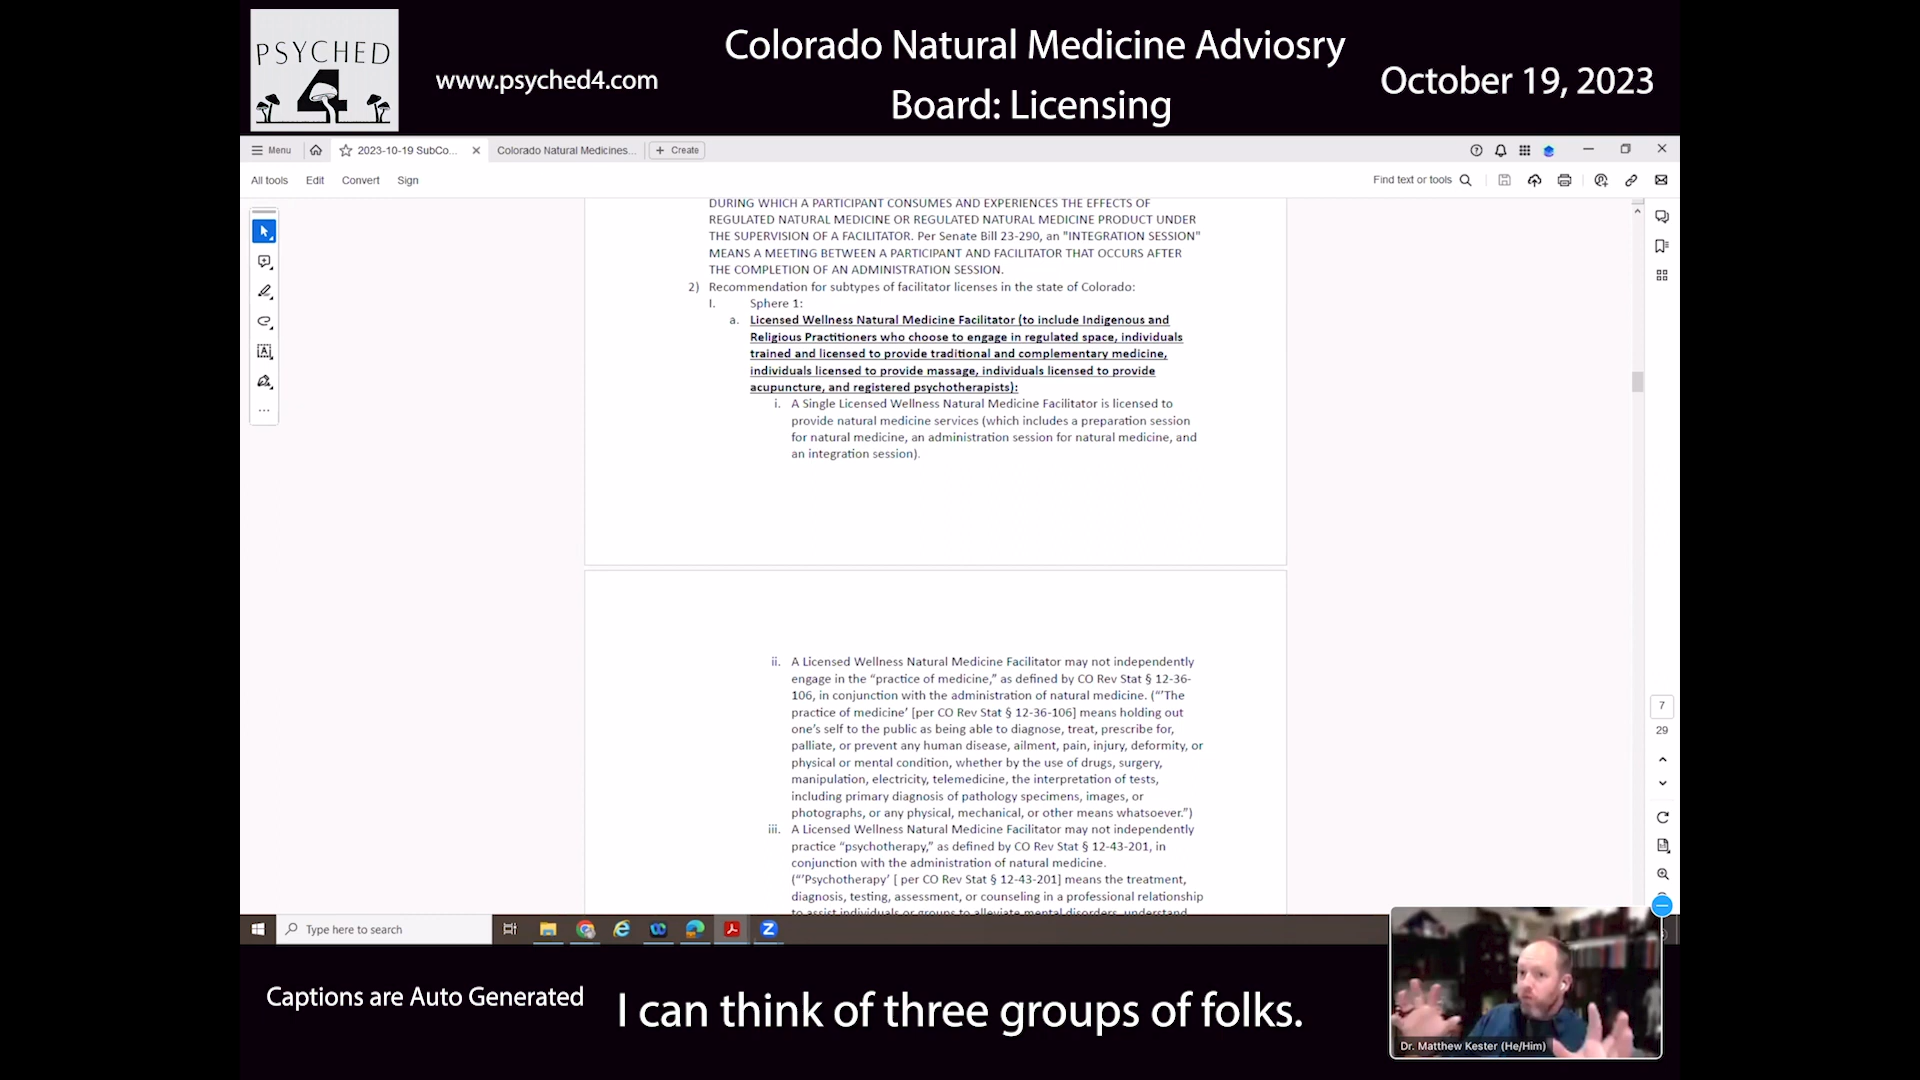 PSYCHED
4
www.psyched4.com
Colorado Natural Medicine Adviosry
Board: Licensing
October 19, 2023
Menu
2023-10-19 SubCo...
Colorado Natural Medicines...
+ Create
All tools
Edit
Convert
Sign
Find text or tools
DURING WHICH A PARTICIPANT CONSUMES AND EXPERIENCES THE EFFECTS OF
REGULATED NATURAL MEDICINE OR REGULATED NATURAL MEDICINE PRODUCT UNDER
THE SUPERVISION OF A FACILITATOR. Per Senate Bill 23-290, an "INTEGRATION SESSION"
MEANS A MEETING BETWEEN A PARTICIPANT AND FACILITATOR THAT OCCURS AFTER
THE COMPLETION OF AN ADMINISTRATION SESSION.
2) Recommendation for subtypes of facilitator licenses in the state of Colorado:
I. Sphere 1:
a. Licensed Wellness Natural Medicine Facilitator (to include Indigenous and
Religious Practitioners who choose to engage in regulated space, individuals
trained and licensed to provide traditional and complementary medicine,
individuals licensed to provide massage, individuals licensed to provide
acupuncture, and registered psychotherapists):
i. A Single Licensed Wellness Natural Medicine Facilitator is licensed to
provide natural medicine services (which includes a preparation session
for natural medicine, an administration session for natural medicine, and
an integration session).
ii. A Licensed Wellness Natural Medicine Facilitator may not independently
engage in the “practice of medicine,” as defined by CO Rev Stat § 12-36-
106, in conjunction with the administration of natural medicine. (“’The
practice of medicine’ [per CO Rev Stat § 12-36-106] means holding out
one’s self to the public as being able to diagnose, treat, prescribe for,
palliate, or prevent any human disease, ailment, pain, injury, deformity, or
physical or mental condition, whether by the use of drugs, surgery,
manipulation, electricity, telemedicine, the interpretation of tests,
including primary diagnosis of pathology specimens, images, or
photographs, or any physical, mechanical, or other means whatsoever.”)
iii. A Licensed Wellness Natural Medicine Facilitator may not independently
practice “psychotherapy,” as defined by CO Rev Stat § 12-43-201, in
conjunction with the administration of natural medicine.
(“’Psychotherapy’ [ per CO Rev Stat § 12-43-201] means the treatment,
diagnosis, testing, assessment, or counseling in a professional relationship
to assist individuals or groups to alleviate mental disorders, understand
7
29
Type here to search
Captions are Auto Generated
I can think of three groups of folks.
Dr. Matthew Kester (He/Him)